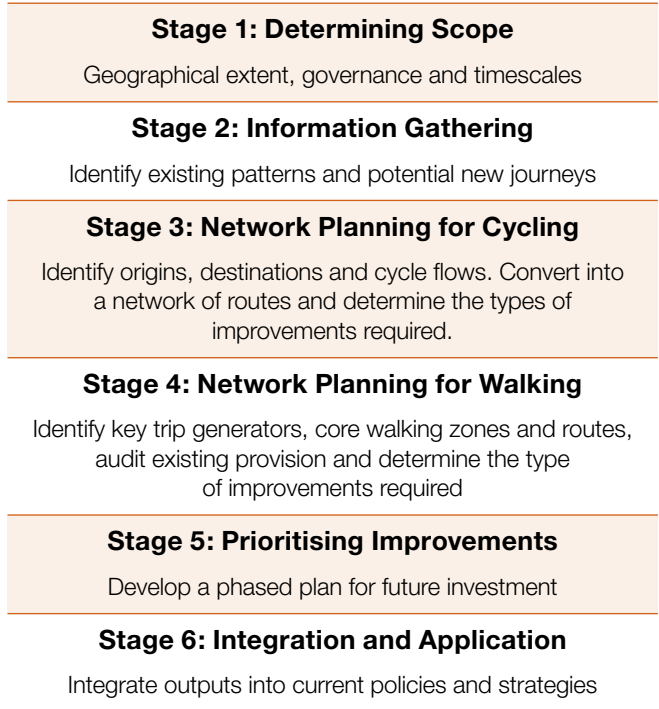 Stage 1: Determining Scope
Geographical extent, governance and timescales
Stage 2: Information Gathering
Identify existing patterns and potential new journeys
Stage 3: Network Planning for Cycling
Identify origins, destinations and cycle flows. Convert into
a network of routes and determine the types of
improvements required.
Stage 4: Network Planning for Walking
Identify key trip generators, core walking zones and routes,
audit existing provision and determine the type
of improvements required
Stage 5: Prioritising Improvements
Develop a phased plan for future investment
Stage 6: Integration and Application
Integrate outputs into current policies and strategies